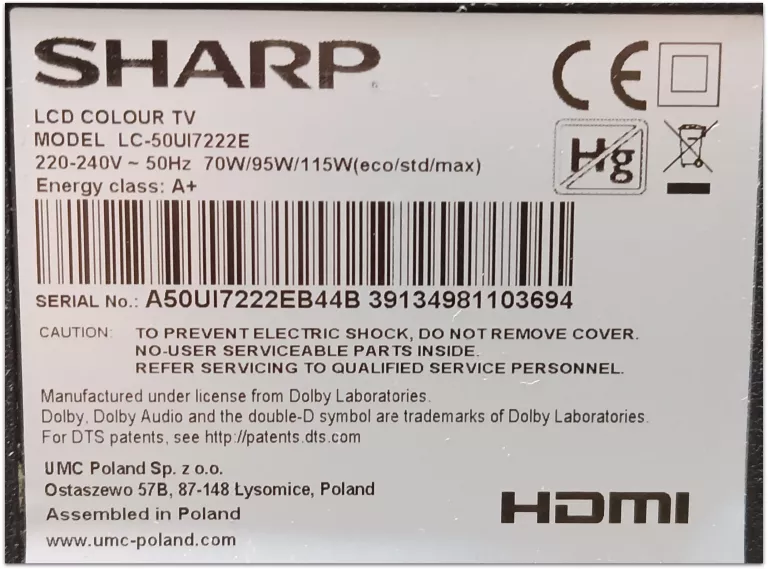 SHARP
CE
LCD COLOUR TV
MODEL LC-50UI7222E
220-240V ~ 50Hz 70W/95W/115W(eco/std/max)
Energy class: A+
Hg
SERIAL No.: A50UI7222EB44B 39134981103694
CAUTION: TO PREVENT ELECTRIC SHOCK, DO NOT REMOVE COVER.
NO-USER SERVICEABLE PARTS INSIDE.
REFER SERVICING TO QUALIFIED SERVICE PERSONNEL.
Manufactured under license from Dolby Laboratories.
Dolby, Dolby Audio and the double-D symbol are trademarks of Dolby Laboratories.
For DTS patents, see http://patents.dts.com
UMC Poland Sp. z o.o.
Ostaszewo 57B, 87-148 Łysomice, Poland
Assembled in Poland
www.umc-poland.com
HDMI